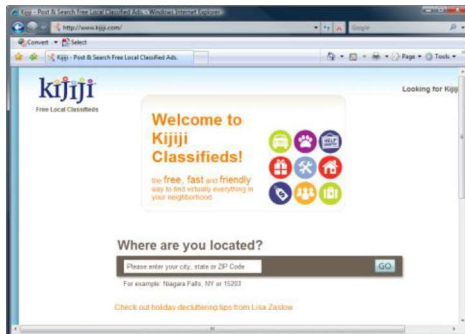 Kijiji - Post & Search Free Local Classified Ads. - Windows Internet Explorer
http://www.kijiji.com/
Google
Convert Select
Kijiji - Post & Search Free Local Classified Ads.
Page Tools
kijiji
Free Local Classifieds
Looking for Kijiji
Welcome to
Kijiji
Classifieds!
the free, fast and friendly
way to find virtually everything in
your neighborhood.
HELP
WANTED
Where are you located?
Please enter your city, state or ZIP Code
GO
For example: Niagara Falls, NY or 15203
Check out holiday decluttering tips from Lisa Zaslow